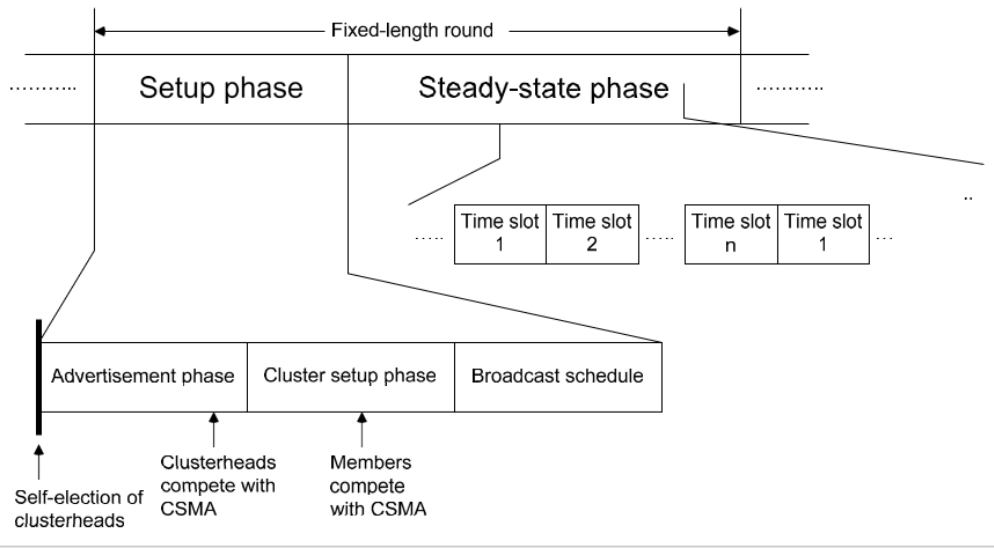 Fixed-length round
Setup phase
Steady-state phase
Time slot
1
Time slot
2
Time slot
n
Time slot
1
Advertisement phase
Cluster setup phase
Broadcast schedule
Self-election of
clusterheads
Clusterheads
compete with
CSMA
Members
compete
with CSMA